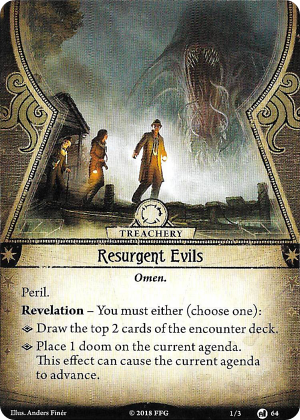 TREACHERY
Resurgent Evils
Omen.
Peril.
Revelation – You must either (choose one):
Draw the top 2 cards of the encounter deck.
Place 1 doom on the current agenda.
This effect can cause the current agenda
to advance.
Illus. Anders Finér
© 2018 FFG
1/3
64